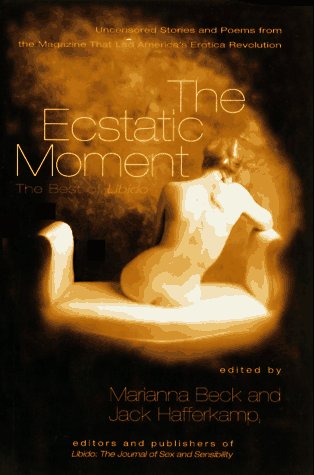 Uncensored Stories and Poems from
the Magazine That Led America's Erotica Revolution
The
Ecstatic
Moment
The Best of Libido
edited by
Marianna Beck and
Jack Hafferkamp,
editors and publishers of
Libido: The Journal of Sex and Sensibility